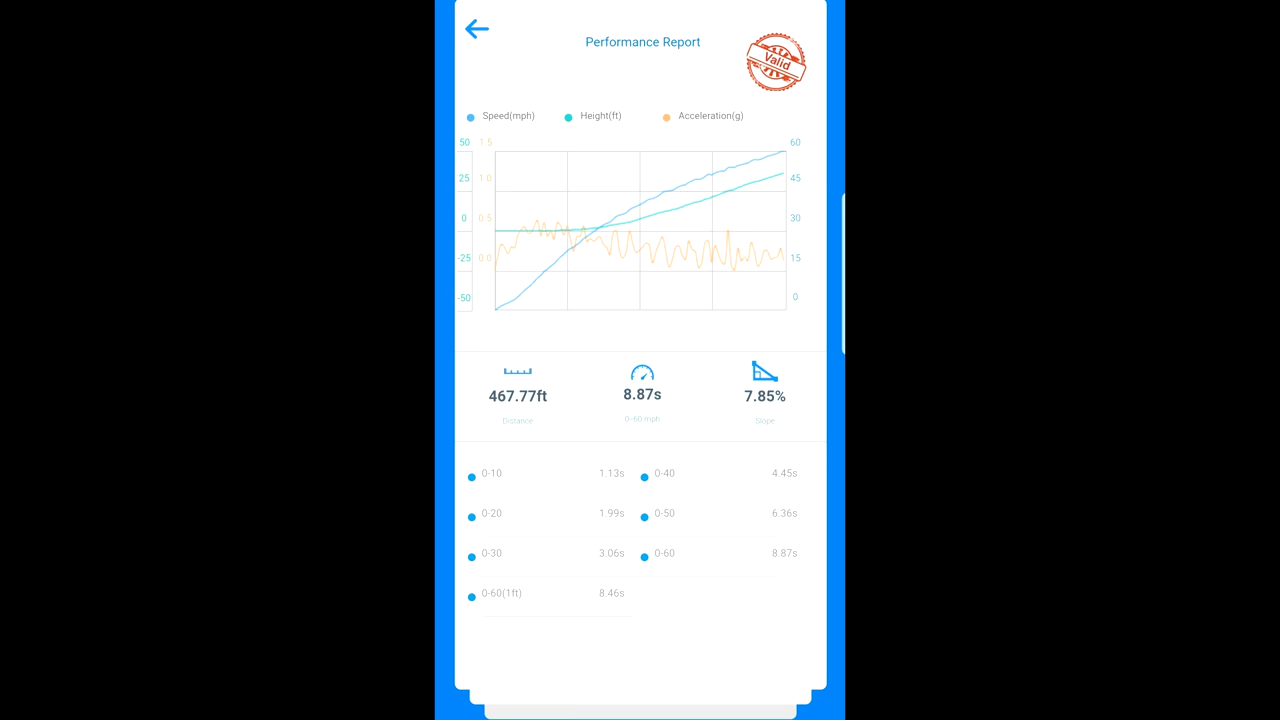 Performance Report
Valid
Speed(mph) Height(ft) Acceleration(g)
50 1.5 60
25 1.0 45
0 0.5 30
-25 0.0 15
-50 0
467.77ft 8.87s 7.85%
Distance 0-60 mph Slope
0-10 1.13s 0-40 4.45s
0-20 1.99s 0-50 6.36s
0-30 3.06s 0-60 8.87s
0-60(1ft) 8.46s